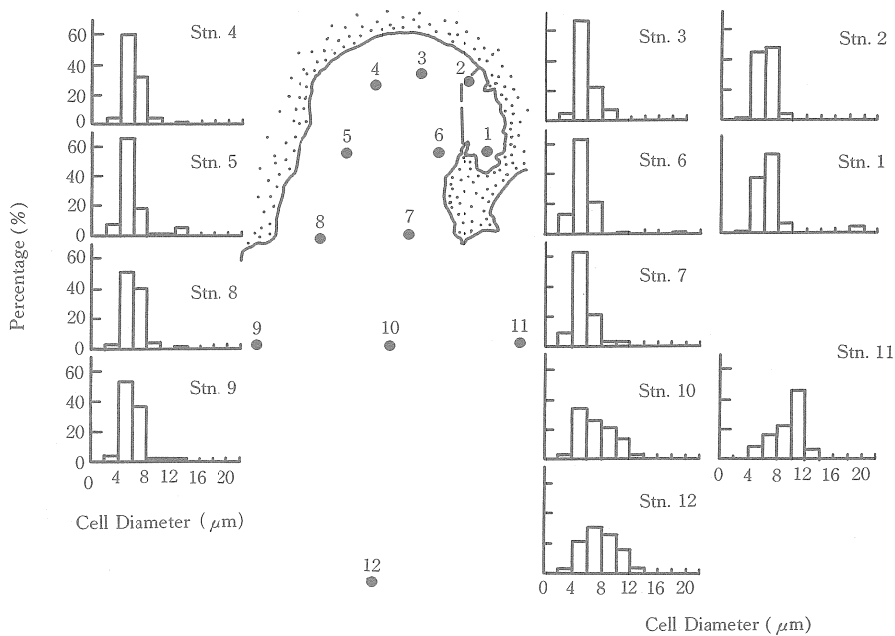 Stn. 4
60
40
20
0
Stn. 5
60
40
20
0
Stn. 8
60
40
20
0
Stn. 9
60
40
20
0
0 4 8 12 16 20
Cell Diameter ( μm)
Percentage (%)
4 3 2
5 6 1
8 7
9 10 11
12
Stn. 3
Stn. 2
Stn. 6
Stn. 1
Stn. 7
Stn. 10
Stn. 11
0 4 8 12 16 20
Stn. 12
0 4 8 12 16 20
Cell Diameter ( μm)